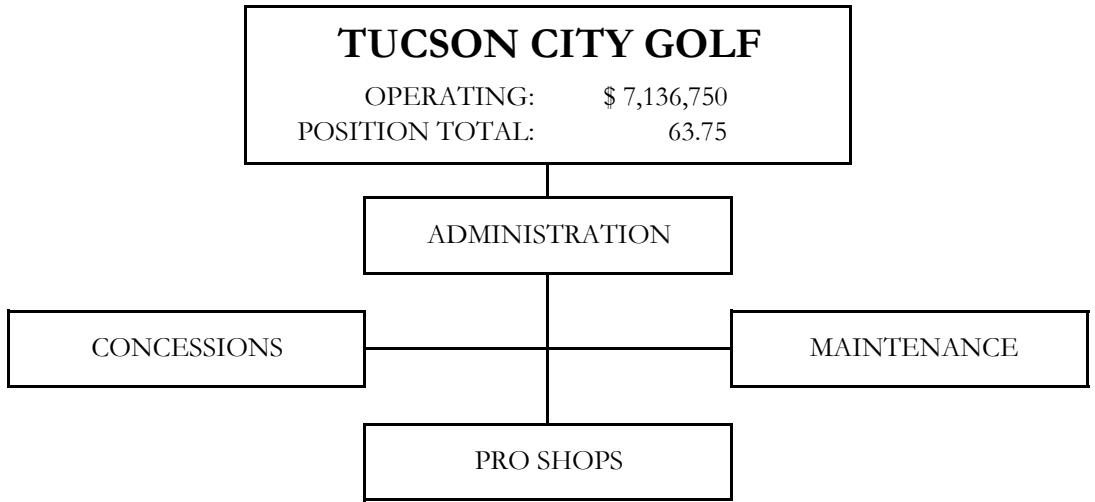 TUCSON CITY GOLF
OPERATING: $ 7,136,750
POSITION TOTAL: 63.75
ADMINISTRATION
CONCESSIONS
MAINTENANCE
PRO SHOPS